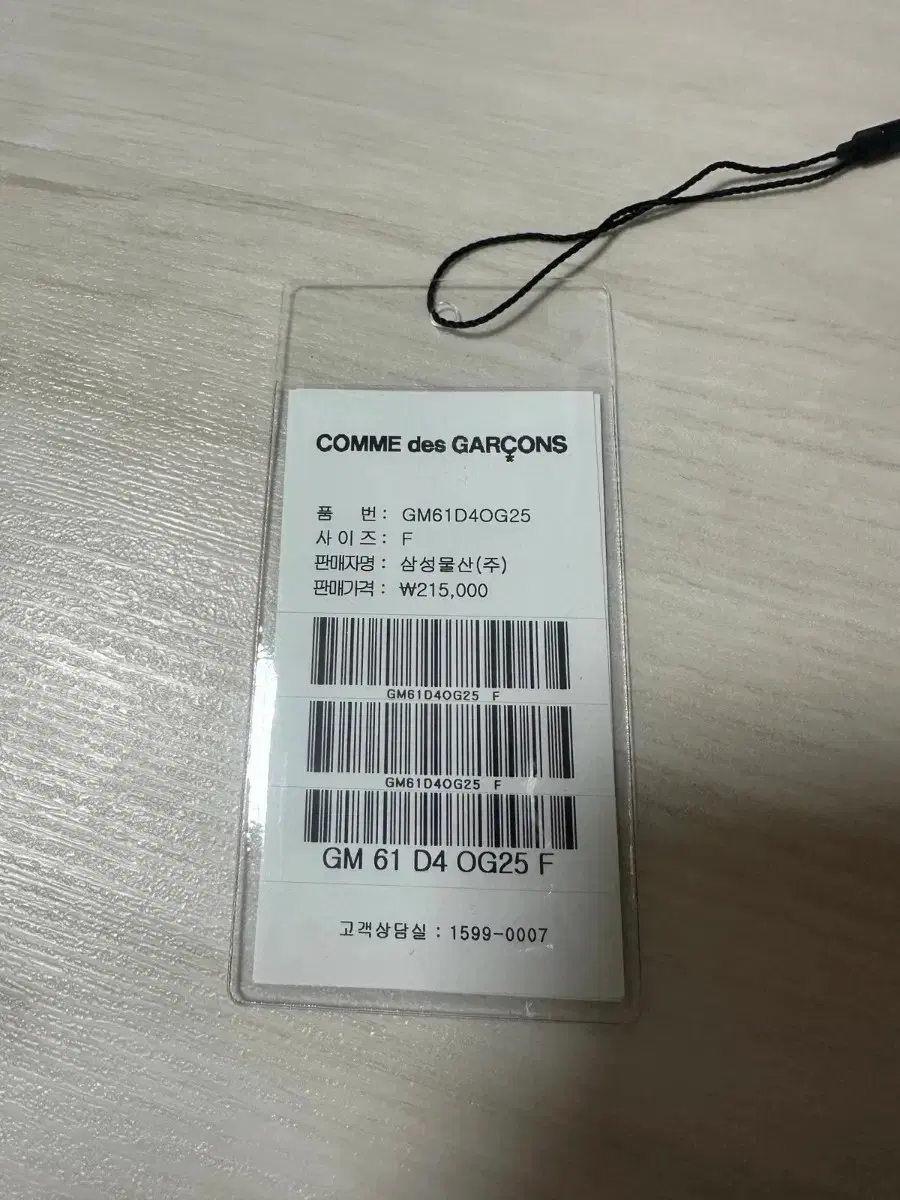 COMME des GARÇONS
품 번 : GM61D4OG25
사이즈 : F
판매자명 : 삼성물산(주)
판매가격 : ₩215,000
GM61D4OG25 F
GM61D4OG25 F
GM 61 D4 OG25 F
고객상담실 : 1599-0007